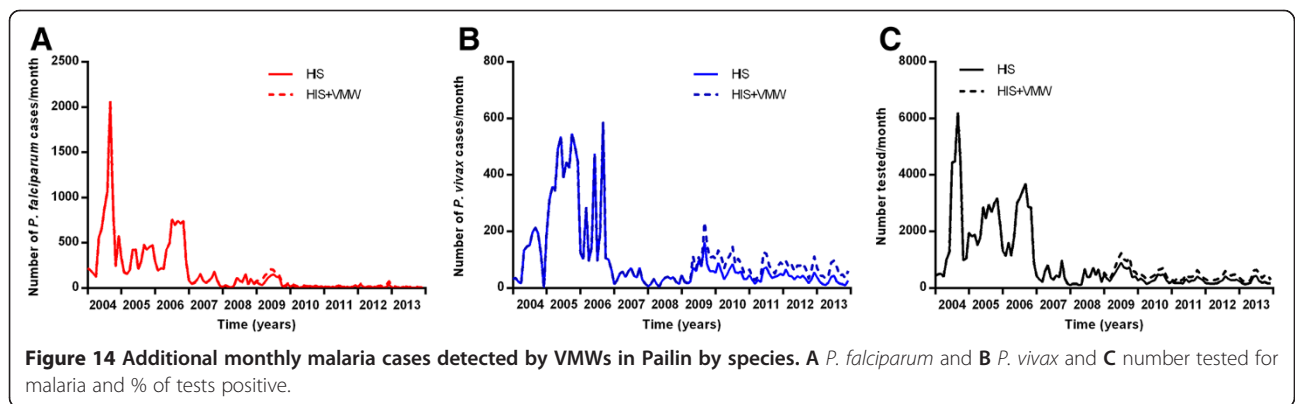 A
B
C
Number of P. falciparum cases/month
2500
2000
1500
1000
500
0
HIS
HIS+VMW
2004 2005 2006 2007 2008 2009 2010 2011 2012 2013
Time (years)
Number of P. vivax cases/month
800
600
400
200
0
HIS
HIS+VMW
2004 2005 2006 2007 2008 2009 2010 2011 2012 2013
Time (years)
Number tested/month
8000
6000
4000
2000
0
HIS
HIS+VMW
2004 2005 2006 2007 2008 2009 2010 2011 2012 2013
Time (years)
Figure 14 Additional monthly malaria cases detected by VMWs in Pailin by species. A P. falciparum and B P. vivax and C number tested for
malaria and % of tests positive.